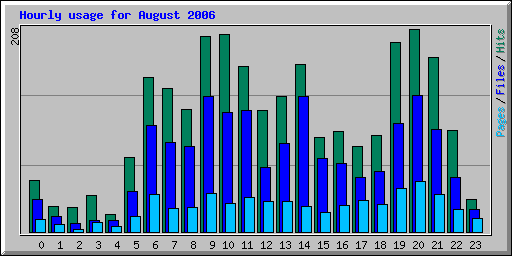 Hourly usage for August 2006
208
Pages/Files/Hits
0 1 2 3 4 5 6 7 8 9 10 11 12 13 14 15 16 17 18 19 20 21 22 23